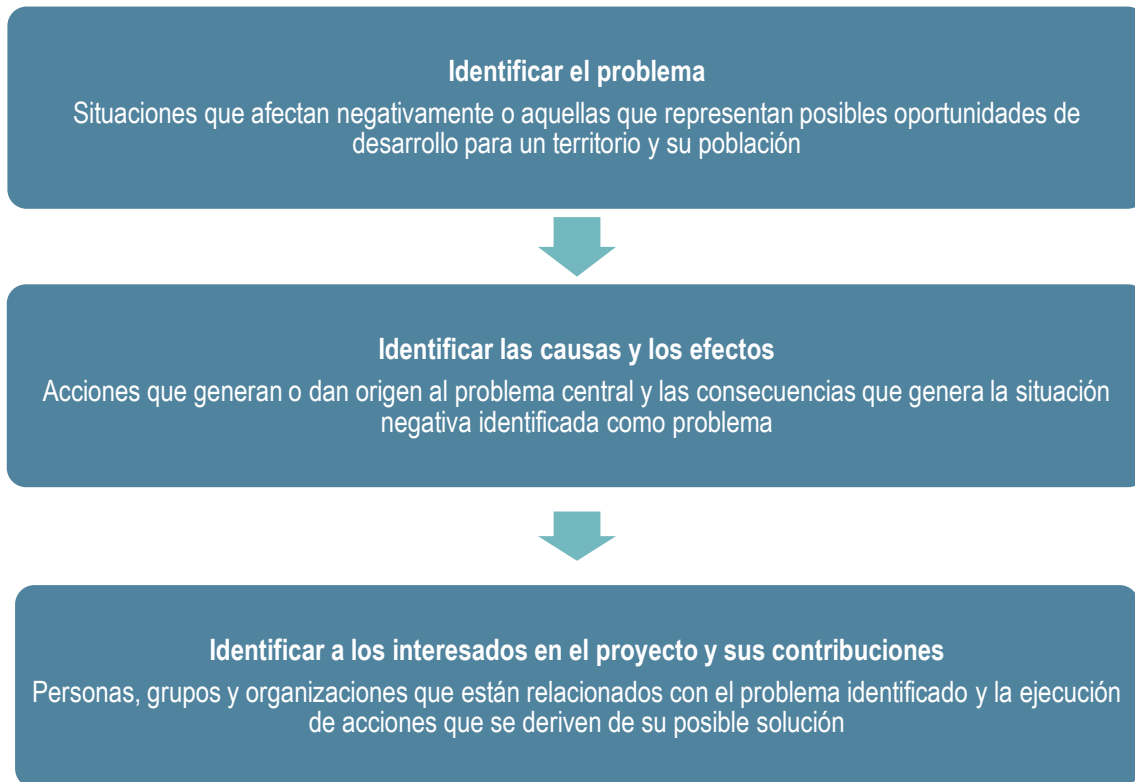 Identificar el problema
Situaciones que afectan negativamente o aquellas que representan posibles oportunidades de
desarrollo para un territorio y su población
Identificar las causas y los efectos
Acciones que generan o dan origen al problema central y las consecuencias que genera la situación
negativa identificada como problema
Identificar a los interesados en el proyecto y sus contribuciones
Personas, grupos y organizaciones que están relacionados con el problema identificado y la ejecución
de acciones que se deriven de su posible solución